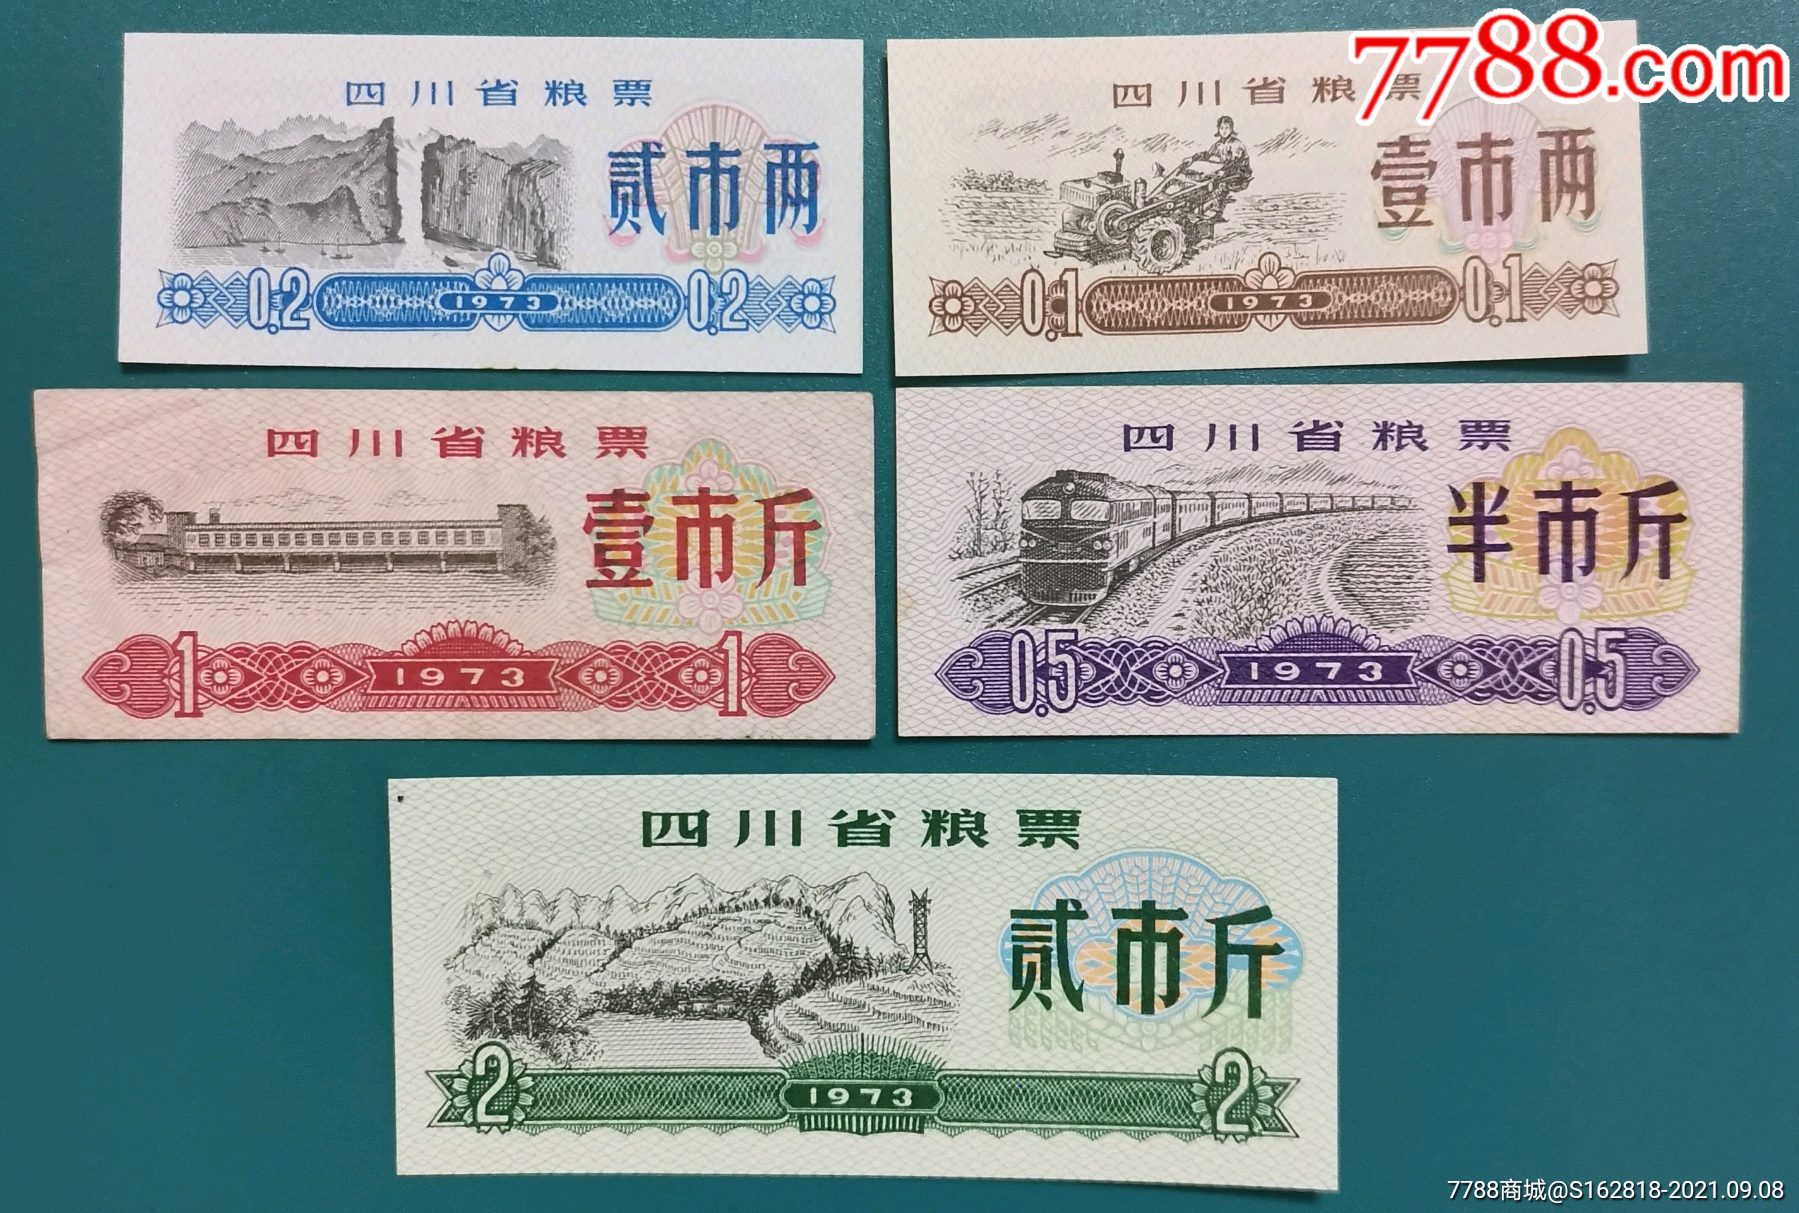 7788.com
四川省粮票
贰市两
0.2 1973 0.2
四川省粮票
壹市两
0.1 1973 0.1
四川省粮票
壹市斤
1 1973 1
四川省粮票
半市斤
0.5 1973 0.5
四川省粮票
贰市斤
2 1973 2
7788商城@S162818-2021.09.08